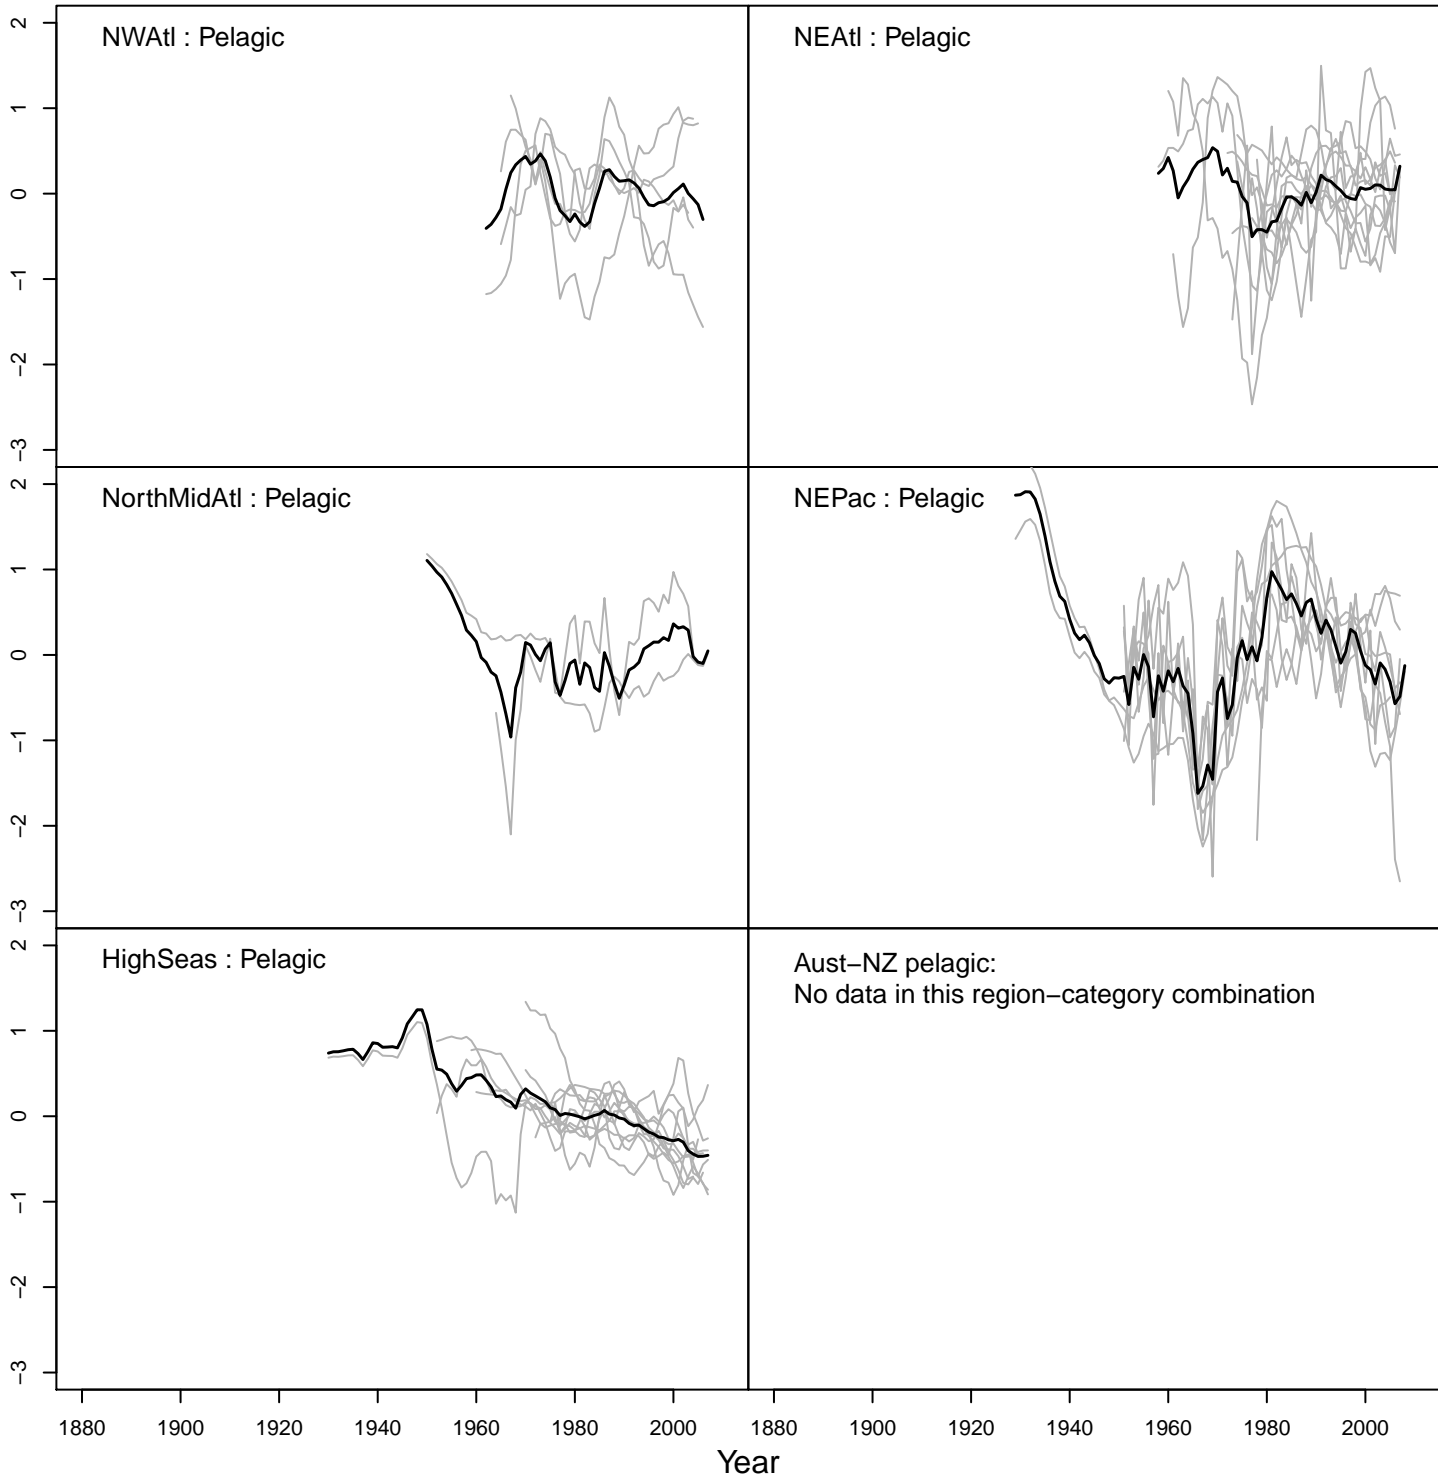 NWAtl : Pelagic
NEAtl : Pelagic
2
1
0
−1
−2
−3
NorthMidAtl : Pelagic
NEPac : Pelagic
2
1
0
−1
−2
−3
HighSeas : Pelagic
Aust−NZ pelagic:
No data in this region−category combination
2
1
0
−1
−2
−3
1880 1900 1920 1940 1960 1980 2000
1880 1900 1920 1940 1960 1980 2000
Year